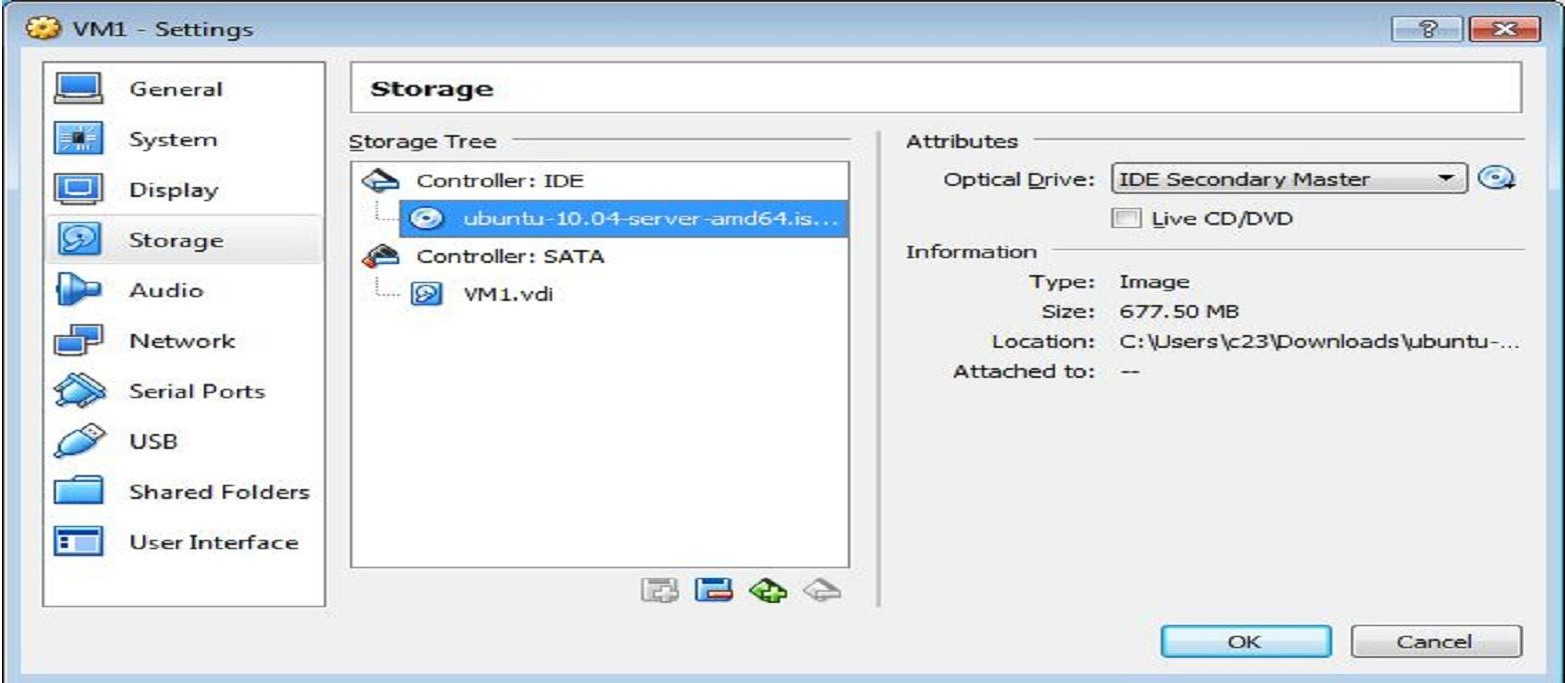 VM1 - Settings
General
System
Display
Storage
Audio
Network
Serial Ports
USB
Shared Folders
User Interface
Storage
Storage Tree
Controller: IDE
ubuntu-10.04-server-amd64.is...
Controller: SATA
VM1.vdi
Attributes
Optical Drive: IDE Secondary Master
Live CD/DVD
Information
Type: Image
Size: 677.50 MB
Location: C:\Users\c23\Downloads\ubuntu-...
Attached to: --
OK
Cancel